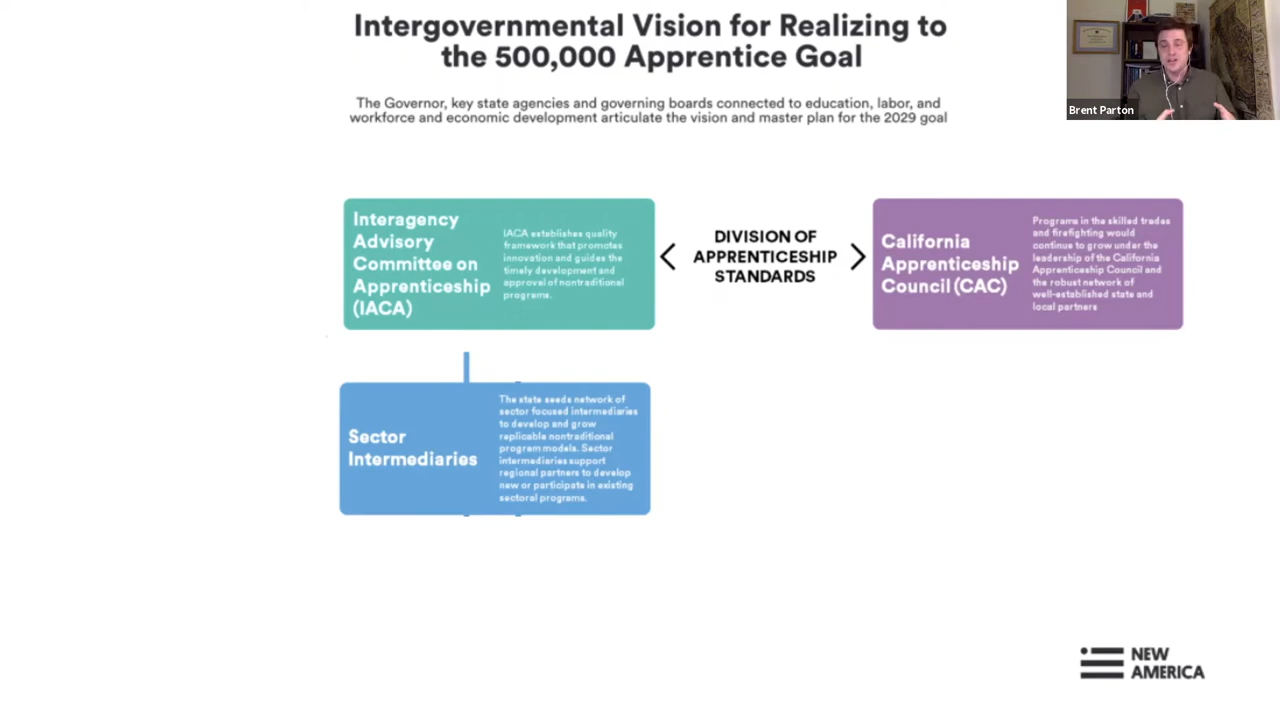 Intergovernmental Vision for Realizing to
the 500,000 Apprentice Goal
The Governor, key state agencies and governing boards connected to education, labor, and
workforce and economic development articulate the vision and master plan for the 2029 goal
Brent Parton
Interagency
Advisory
Committee on
Apprenticeship
(IACA)
IACA establishes quality
framework that promotes
innovation and guides the
timely development and
approval of nontraditional
programs.
DIVISION OF
APPRENTICESHIP
STANDARDS
California
Apprenticeship
Council (CAC)
Programs in the skilled trades
and firefighting would
continue to grow under the
leadership of the California
Apprenticeship Council and
the robust network of
well-established state and
local partners
Sector
Intermediaries
The state seeds network of
sector focused intermediaries
to develop and grow
replicable nontraditional
program models. Sector
intermediaries support
regional partners to develop
new or participate in existing
sectoral programs.
NEW
AMERICA